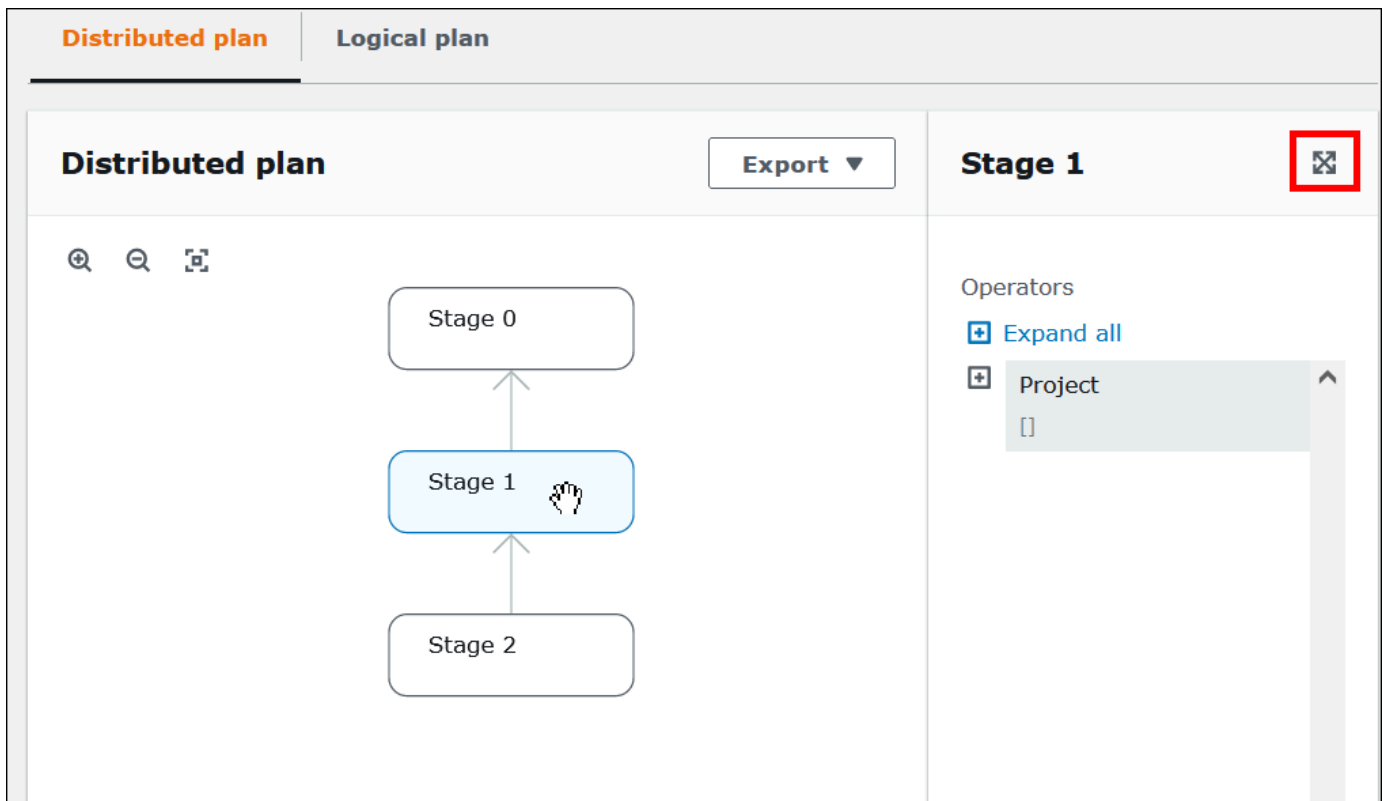 Distributed plan
Logical plan
Distributed plan
Export
Stage 0
Stage 1
Stage 2
Stage 1
Operators
Expand all
Project
[]